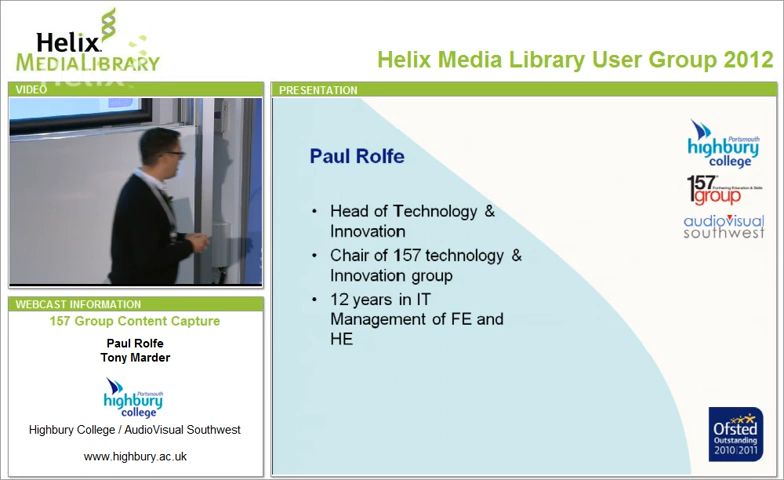 Helix
MEDIALIBRARY
Helix Media Library User Group 2012
VIDEO
PRESENTATION
Paul Rolfe
• Head of Technology &
Innovation
• Chair of 157 technology &
Innovation group
• 12 years in IT
Management of FE and
HE
Portsmouth
highbury
college
157
group
audiovisual
southwest
Ofsted
Outstanding
2010|2011
WEBCAST INFORMATION
157 Group Content Capture
Paul Rolfe
Tony Marder
Portsmouth
highbury
college
Highbury College / AudioVisual Southwest
www.highbury.ac.uk